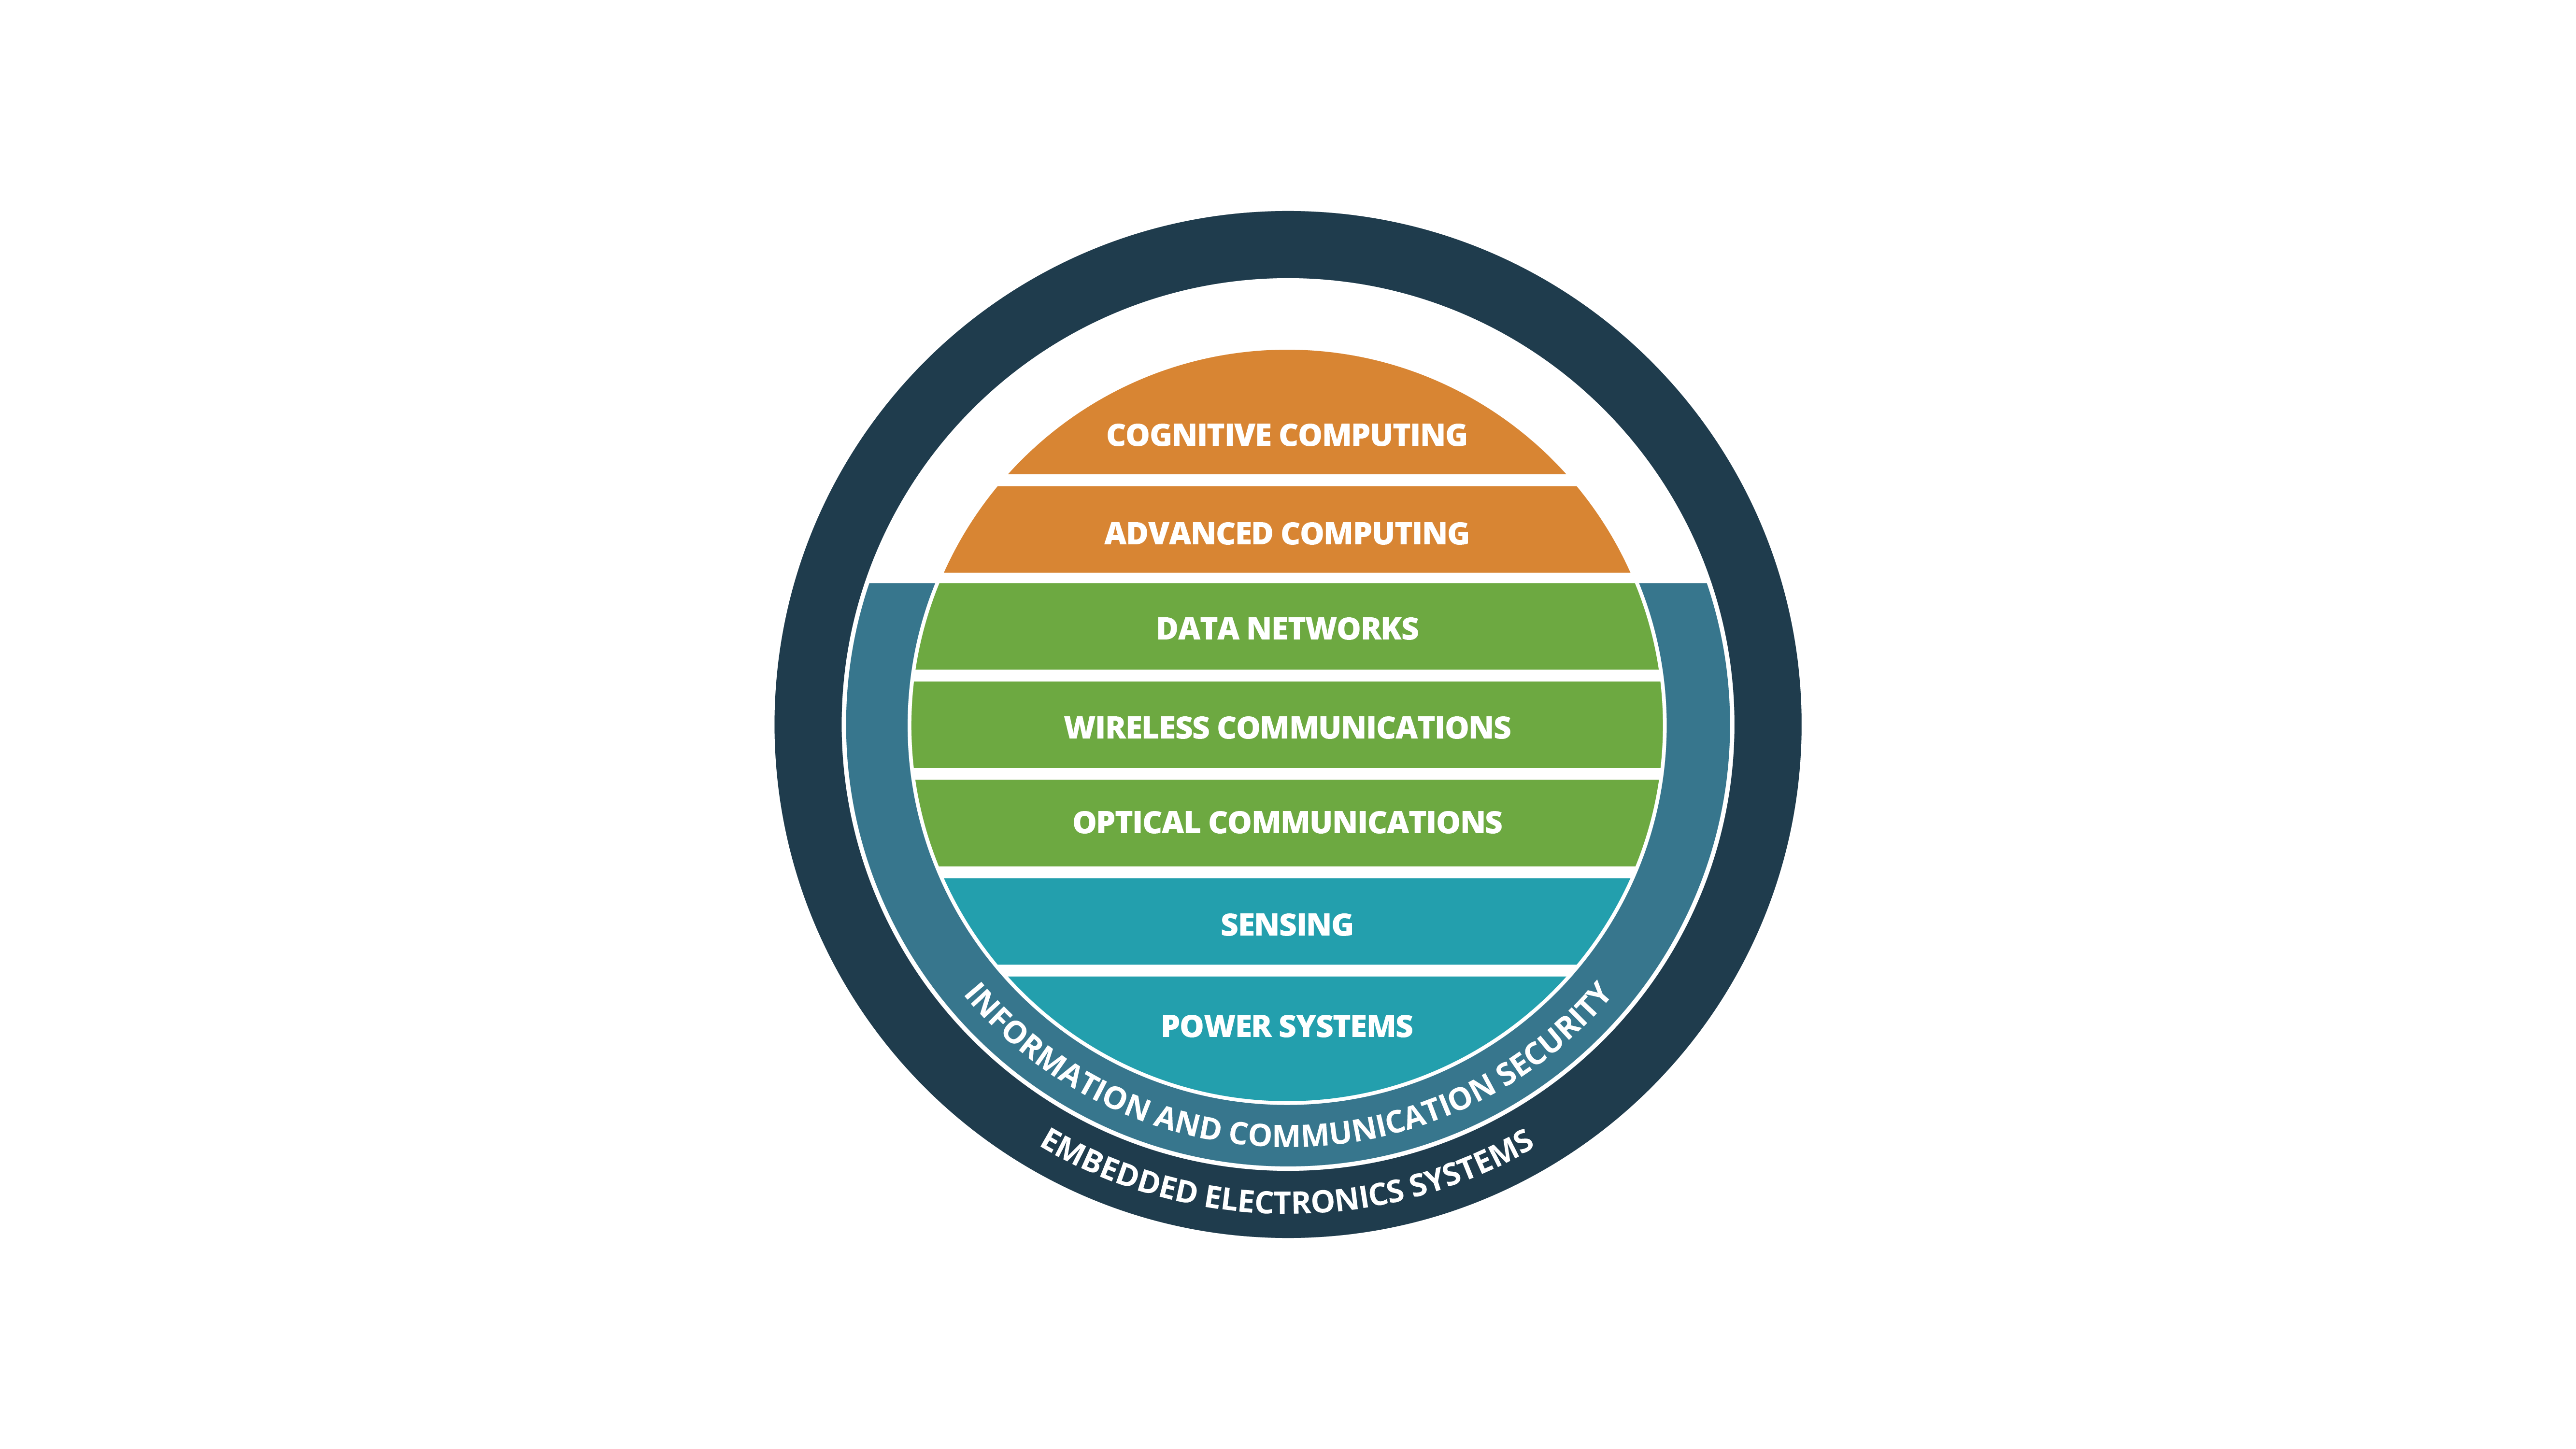 COGNITIVE COMPUTING
ADVANCED COMPUTING
DATA NETWORKS
WIRELESS COMMUNICATIONS
OPTICAL COMMUNICATIONS
SENSING
POWER SYSTEMS
INFORMATION AND COMMUNICATION SECURITY
EMBEDDED ELECTRONICS SYSTEMS